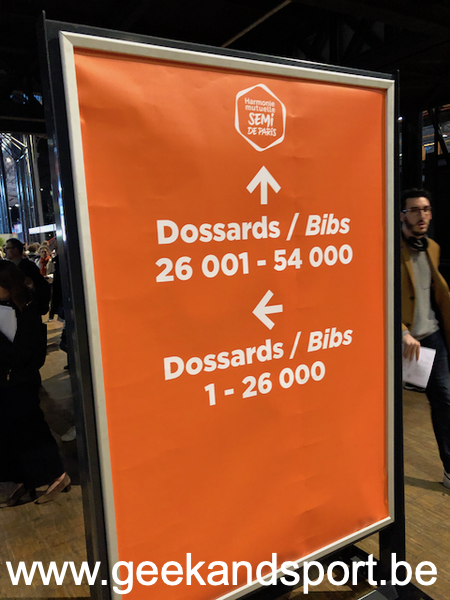 Harmonie
mutuelle
SEMI
DE PARIS
Dossards / Bibs
26 001 - 54 000
Dossards / Bibs
1 - 26 000
www.geekandsport.be